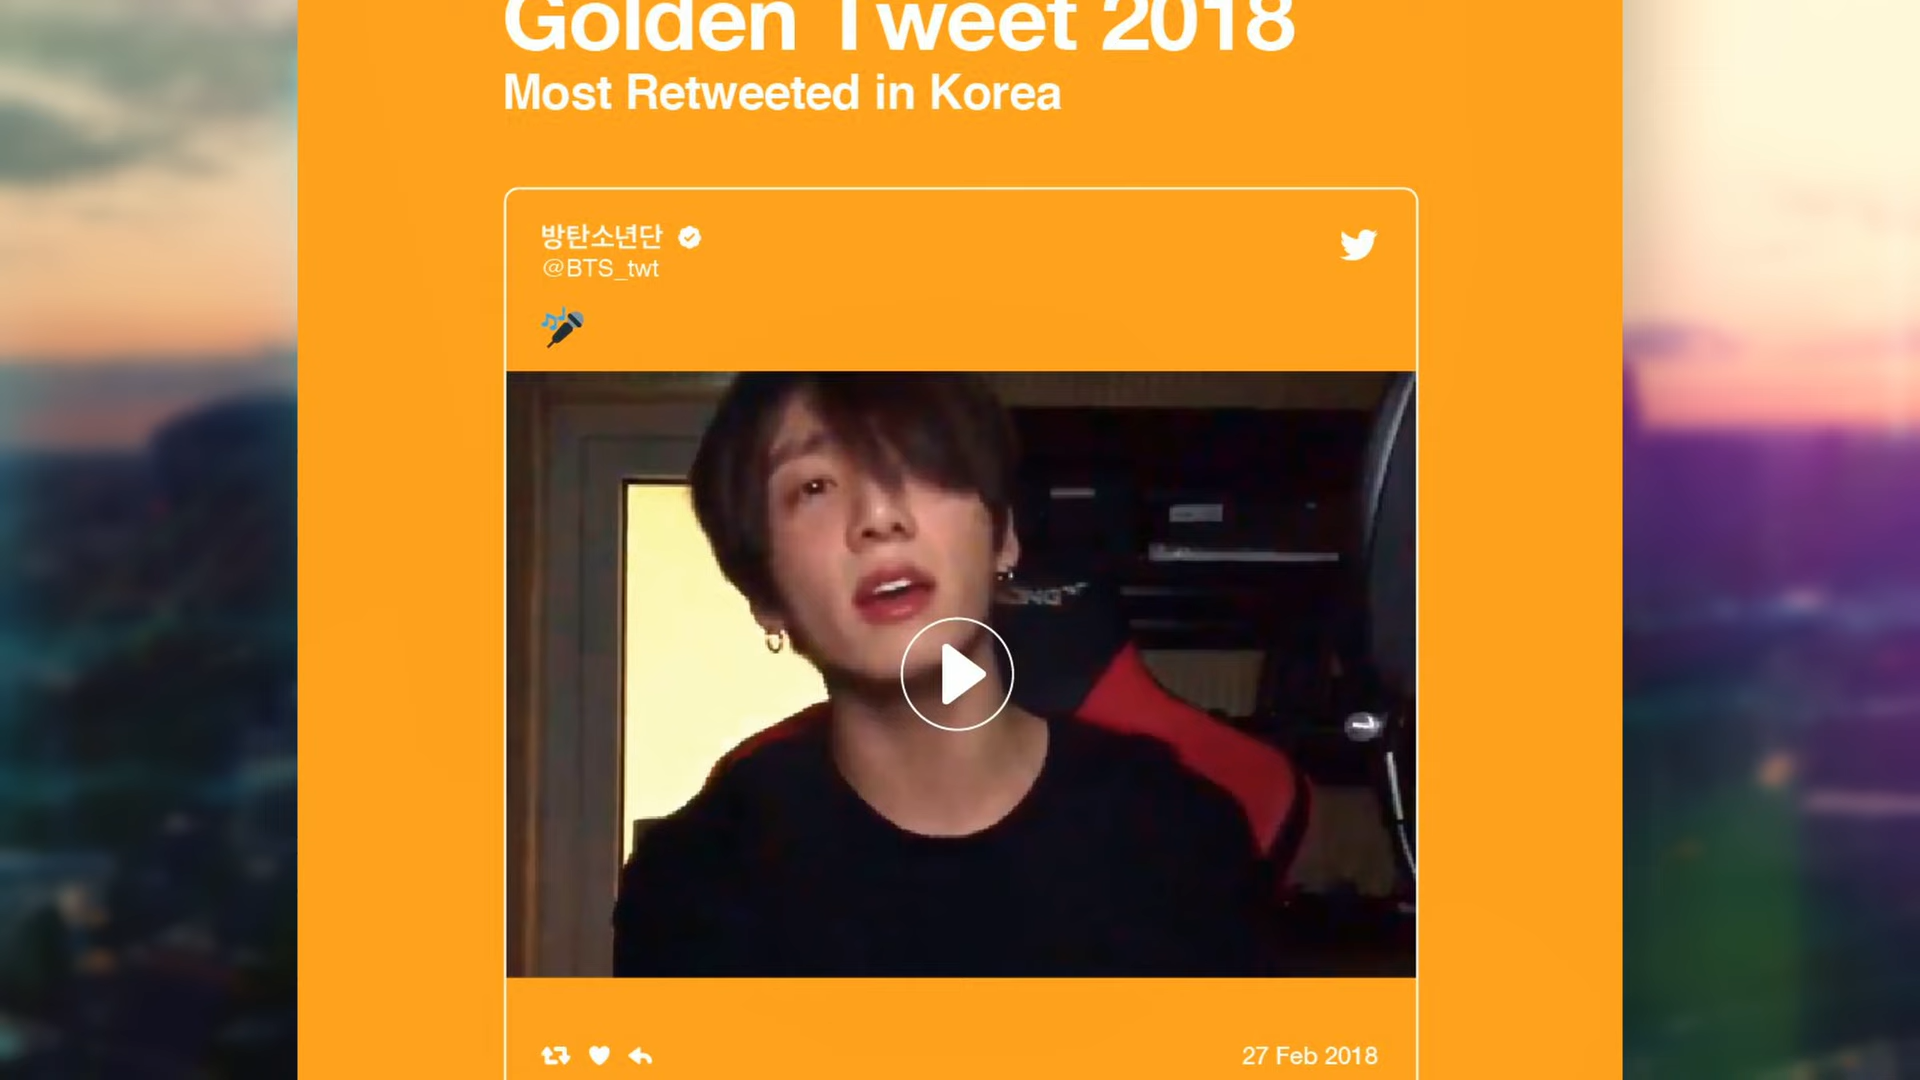 Golden Tweet 2018
Most Retweeted in Korea
방탄소년단
@BTS_twt
27 Feb 2018